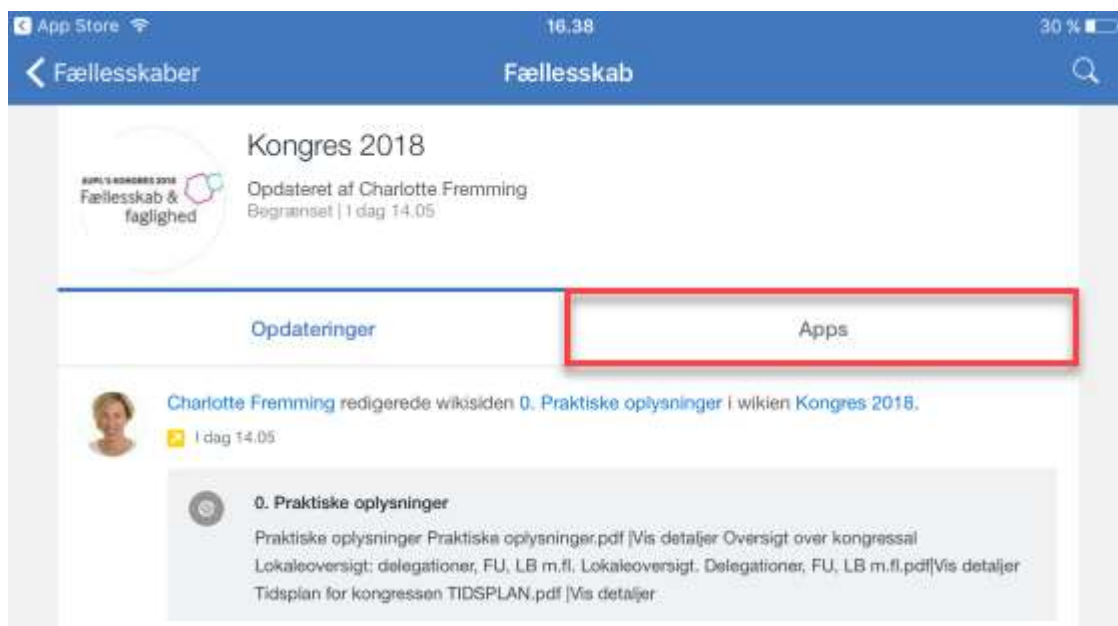 App Store
16.38
30 %
Fællesskaber
Fællesskab
Kongres 2018
BUPL'S KONGRES 2018
Fællesskab &
faglighed
Opdateret af Charlotte Fremming
Begrænset | I dag 14.05
Opdateringer
Apps
Charlotte Fremming redigerede wikisiden 0. Praktiske oplysninger i wikien Kongres 2018.
I dag 14.05
0. Praktiske oplysninger
Praktiske oplysninger Praktiske oplysninger.pdf |Vis detaljer Oversigt over kongressal
Lokaleoversigt: delegationer, FU, LB m.fl. Lokaleoversigt. Delegationer, FU, LB m.fl.pdf|Vis detaljer
Tidsplan for kongressen TIDSPLAN.pdf |Vis detaljer